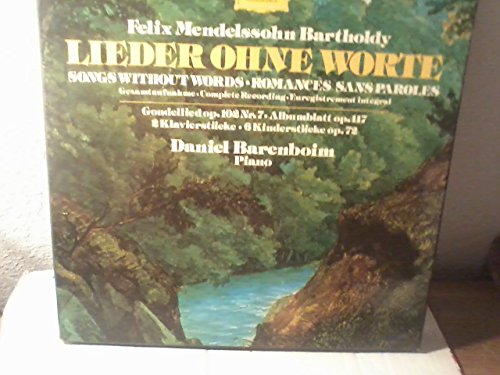 Felix Mendelssohn Bartholdy
LIEDER OHNE WORTE
SONGS WITHOUT WORDS · ROMANCES SANS PAROLES
Gesamtaufnahme · Complete Recording · Enregistrement intégral
Gondellied op. 102 Nr. 7 · Albumblatt op. 117
2 Klavierstücke · 6 Kinderstücke op. 72
Daniel Barenboim
Piano